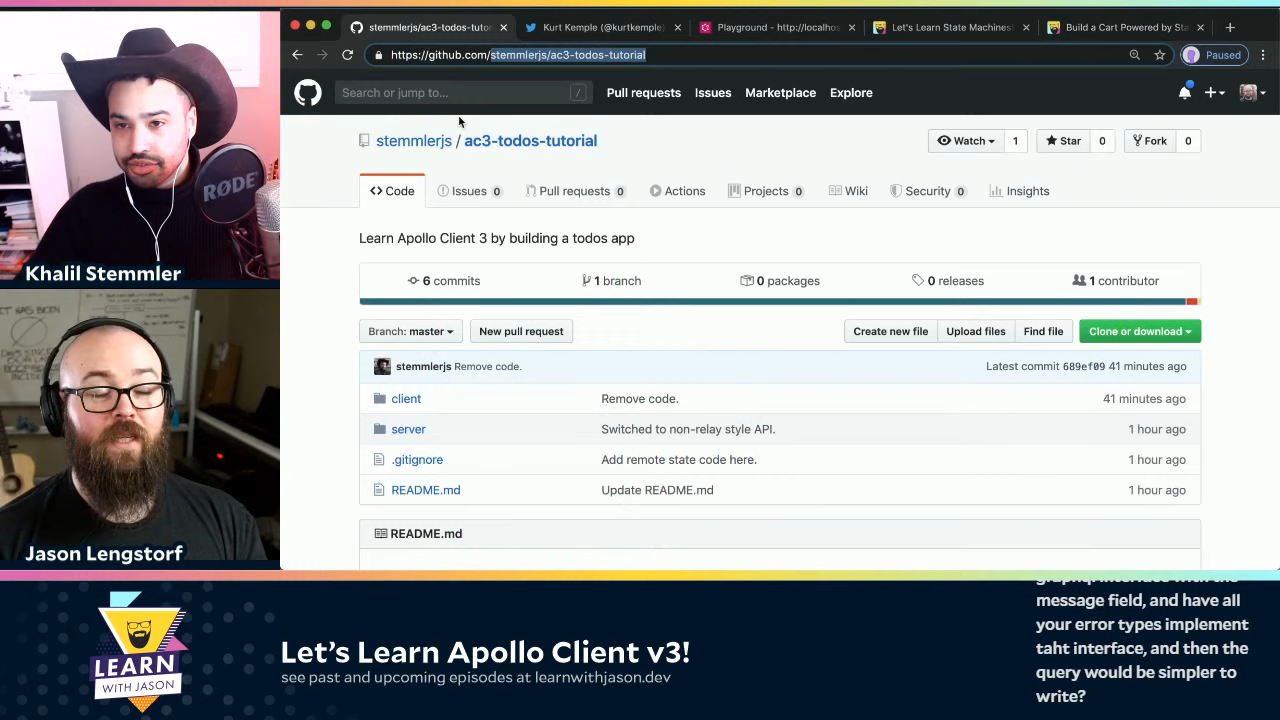 stemmlerjs/ac3-todos-tutor
Kurt Kemple (@kurtkemple)
Playground - http://localhos
Let's Learn State Machines!
Build a Cart Powered by Sta
https://github.com/stemmlerjs/ac3-todos-tutorial
Paused
Search or jump to...
/
Pull requests
Issues
Marketplace
Explore
stemmlerjs / ac3-todos-tutorial
Watch 1
Star 0
Fork 0
<> Code
Issues 0
Pull requests 0
Actions
Projects 0
Wiki
Security 0
Insights
Learn Apollo Client 3 by building a todos app
6 commits
1 branch
0 packages
0 releases
1 contributor
Branch: master
New pull request
Create new file
Upload files
Find file
Clone or download
stemmlerjs Remove code.
Latest commit 689ef09 41 minutes ago
client Remove code. 41 minutes ago
server Switched to non-relay style API. 1 hour ago
.gitignore Add remote state code here. 1 hour ago
README.md Update README.md 1 hour ago
README.md
RØDE
Khalil Stemmler
Jason Lengstorf
LEARN
WITH JASON
Let's Learn Apollo Client v3!
see past and upcoming episodes at learnwithjason.dev
message field, and have all
your error types implement
taht interface, and then the
query would be simpler to
write?